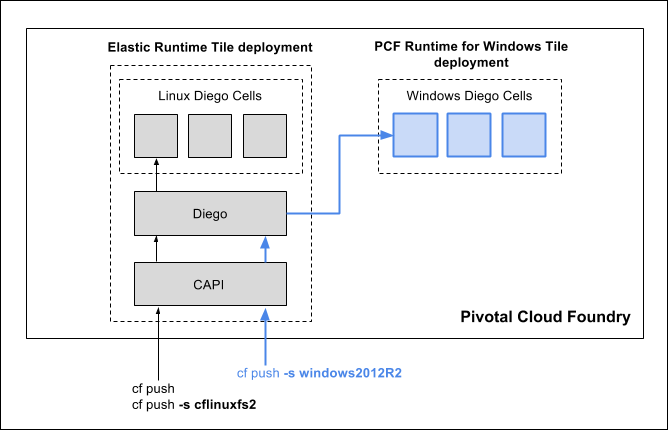 Elastic Runtime Tile deployment
PCF Runtime for Windows Tile
deployment
Linux Diego Cells
Windows Diego Cells
Diego
CAPI
Pivotal Cloud Foundry
cf push -s windows2012R2
cf push
cf push -s cflinuxfs2